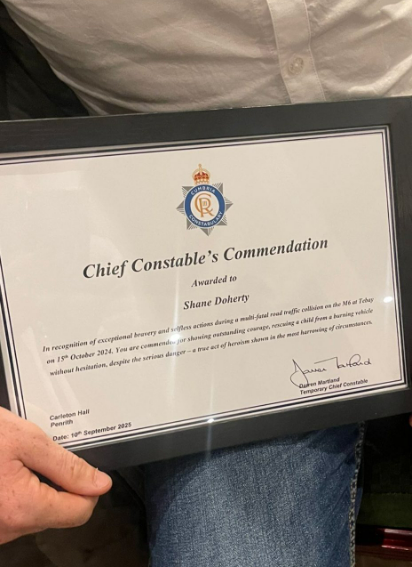 CUMBRIA
CONSTABULARY
Chief Constable's Commendation
Awarded to
Shane Doherty
In recognition of exceptional bravery and selfless actions during a multi-fatal road traffic collision on the M6 at Tebay
on 15th October 2024. You are commended for showing outstanding courage, rescuing a child from a burning vehicle
without hesitation, despite the serious danger – a true act of heroism shown in the most harrowing of circumstances.
Darren Martland
Temporary Chief Constable
Carleton Hall
Penrith
Date: 10th September 2025